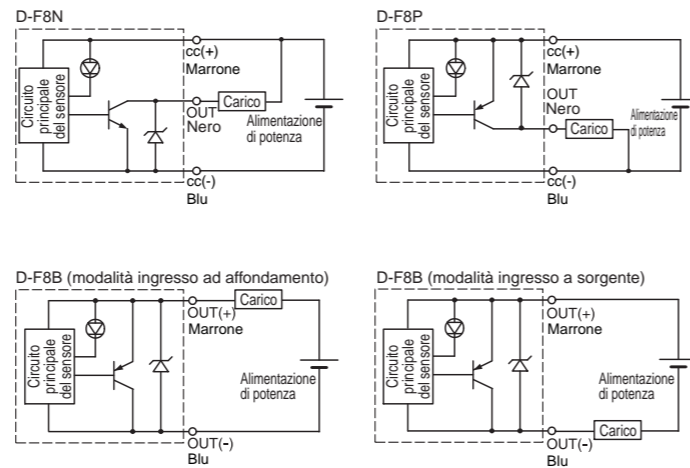 D-F8N
Circuito
principale
del sensore
cc(+)
Marrone
OUT
Nero
Carico
Alimentazione
di potenza
cc(-)
Blu
D-F8P
Circuito
principale
del sensore
cc(+)
Marrone
OUT
Nero
Carico
Alimentazione
di potenza
cc(-)
Blu
D-F8B (modalità ingresso ad affondamento)
Circuito
principale
del sensore
Carico
OUT(+)
Marrone
Alimentazione
di potenza
OUT(-)
Blu
D-F8B (modalità ingresso a sorgente)
Circuito
principale
del sensore
OUT(+)
Marrone
Alimentazione
di potenza
Carico
OUT(-)
Blu